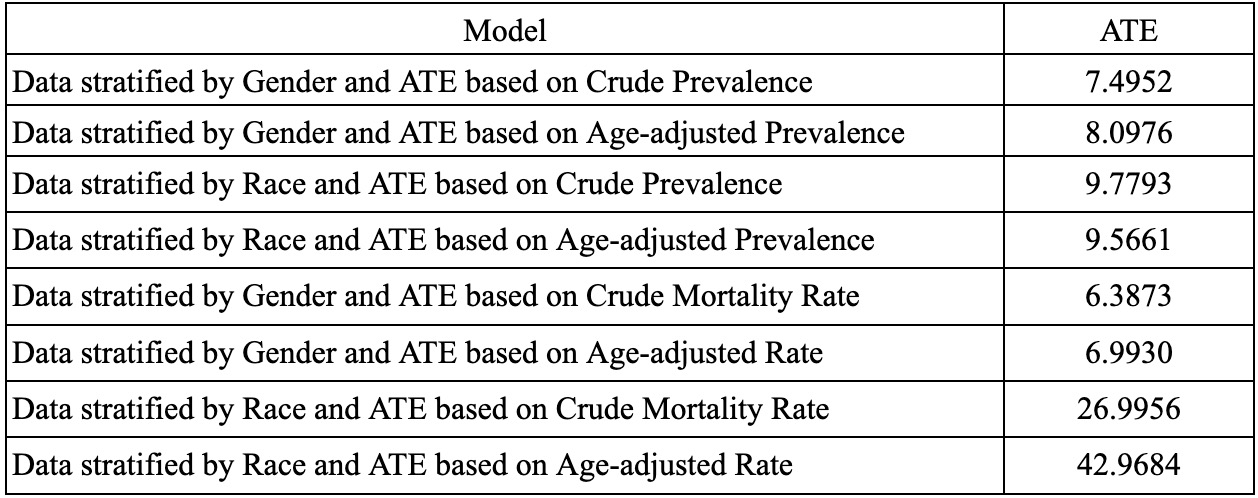 Model ATE
Data stratified by Gender and ATE based on Crude Prevalence 7.4952
Data stratified by Gender and ATE based on Age-adjusted Prevalence 8.0976
Data stratified by Race and ATE based on Crude Prevalence 9.7793
Data stratified by Race and ATE based on Age-adjusted Prevalence 9.5661
Data stratified by Gender and ATE based on Crude Mortality Rate 6.3873
Data stratified by Gender and ATE based on Age-adjusted Rate 6.9930
Data stratified by Race and ATE based on Crude Mortality Rate 26.9956
Data stratified by Race and ATE based on Age-adjusted Rate 42.9684